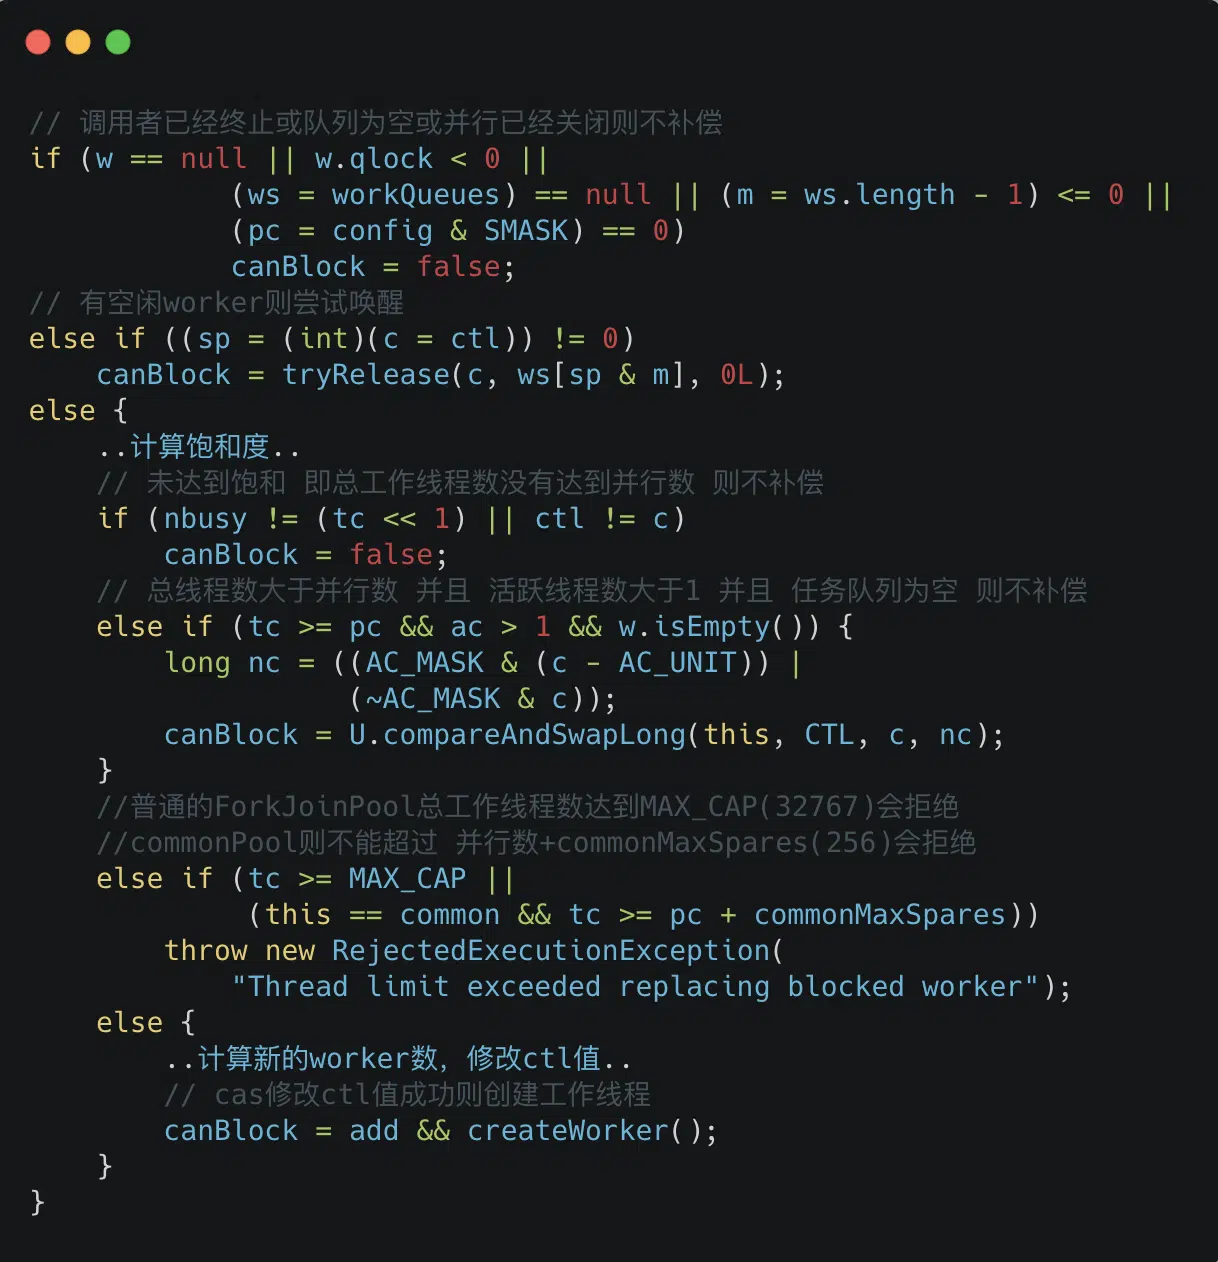 // 调用者已经终止或队列为空或并行已经关闭则不补偿
if (w == null || w.qlock < 0 ||
            (ws = workQueues) == null || (m = ws.length - 1) <= 0 ||
            (pc = config & SMASK) == 0)
            canBlock = false;
// 有空闲worker则尝试唤醒
else if ((sp = (int)(c = ctl)) != 0)
    canBlock = tryRelease(c, ws[sp & m], 0L);
else {
    ..计算饱和度..
    // 未达到饱和 即总工作线程数没有达到并行数 则不补偿
    if (nbusy != (tc << 1) || ctl != c)
        canBlock = false;
    // 总线程数大于并行数 并且 活跃线程数大于1 并且 任务队列为空 则不补偿
    else if (tc >= pc && ac > 1 && w.isEmpty()) {
        long nc = ((AC_MASK & (c - AC_UNIT)) |
                   (~AC_MASK & c));
        canBlock = U.compareAndSwapLong(this, CTL, c, nc);
    }
    //普通的ForkJoinPool总工作线程数达到MAX_CAP(32767)会拒绝
    //commonPool则不能超过 并行数+commonMaxSpares(256)会拒绝
    else if (tc >= MAX_CAP ||
             (this == common && tc >= pc + commonMaxSpares))
        throw new RejectedExecutionException(
            "Thread limit exceeded replacing blocked worker");
    else {
        ..计算新的worker数，修改ctl值..
        // cas修改ctl值成功则创建工作线程
        canBlock = add && createWorker();
    }
}